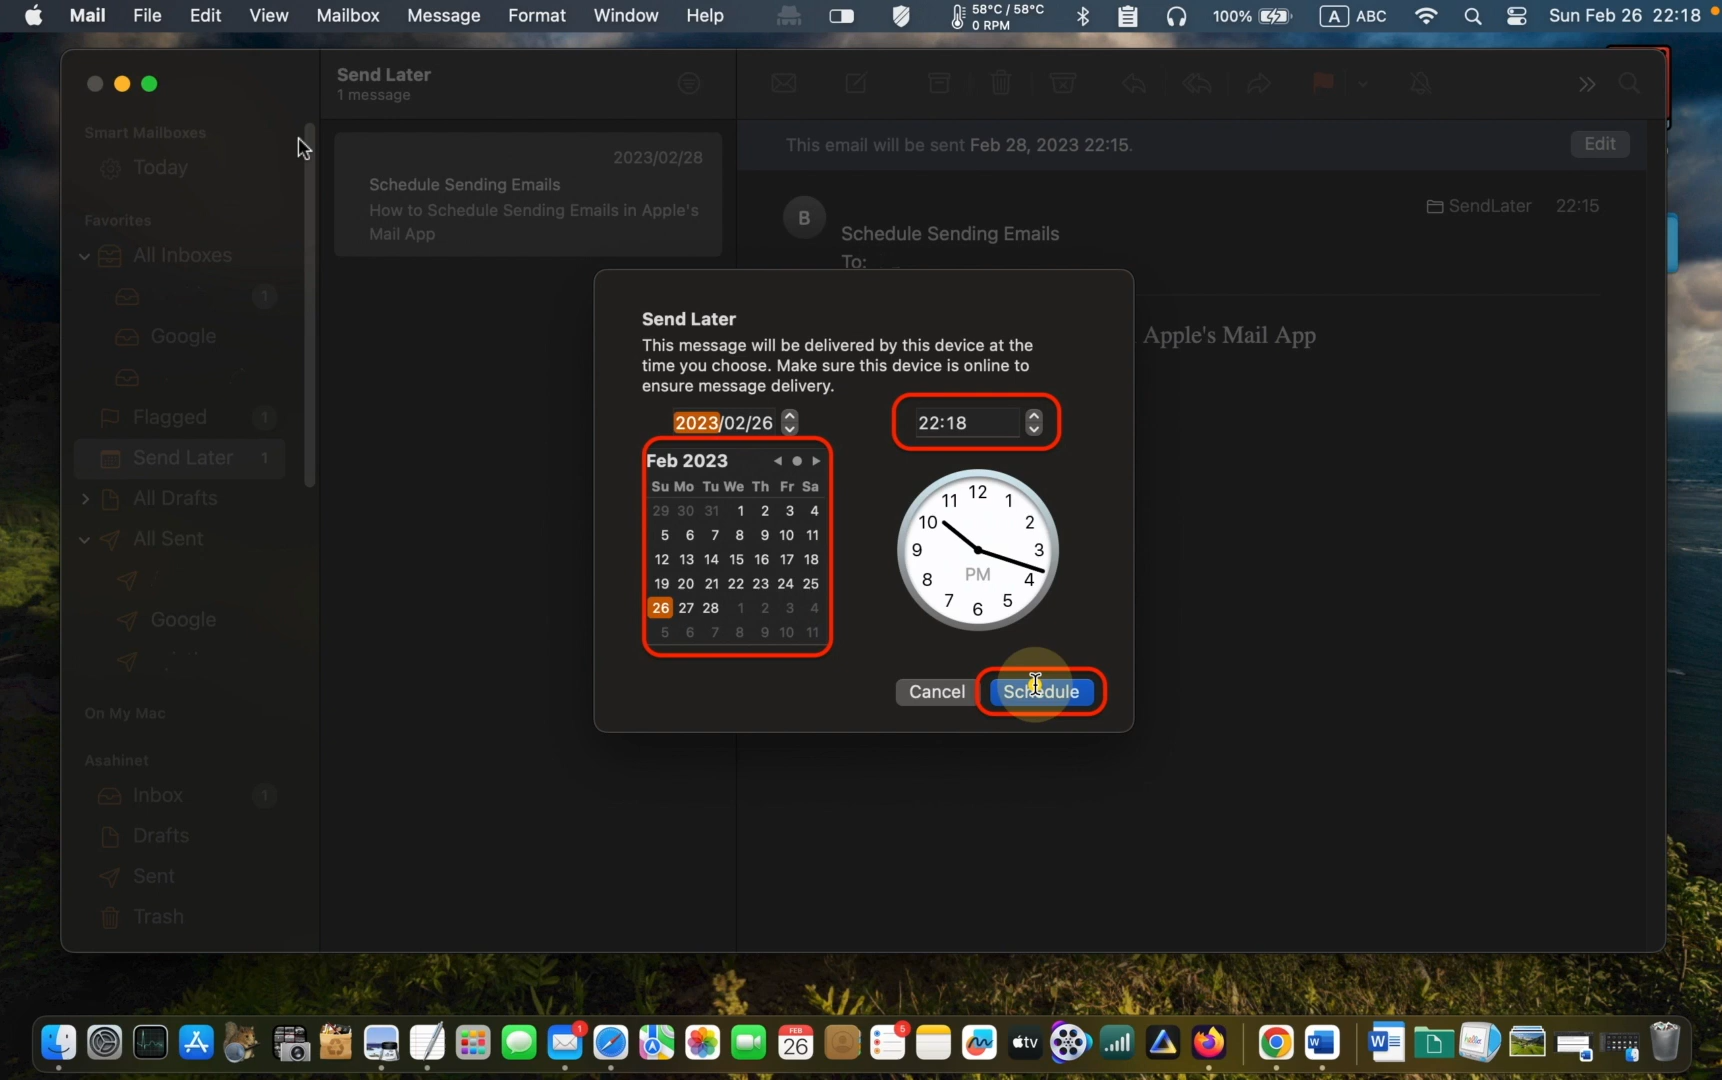 Mail File Edit View Mailbox Message Format Window Help 58°C / 58°C 0 RPM 100% A ABC Sun Feb 26 22:18
Send Later
1 message
Smart Mailboxes
Today
Favorites
All Inboxes
1
Google
Flagged 1
Send Later 1
All Drafts
All Sent
Google
On My Mac
Asahinet
Inbox 1
Drafts
Sent
Trash
2023/02/28
Schedule Sending Emails
How to Schedule Sending Emails in Apple's
Mail App
This email will be sent Feb 28, 2023 22:15.
Edit
B
SendLater 22:15
Schedule Sending Emails
To:
Apple's Mail App
Send Later
This message will be delivered by this device at the
time you choose. Make sure this device is online to
ensure message delivery.
2023/02/26
22:18
Feb 2023
Su Mo Tu We Th Fr Sa
29 30 31 1 2 3 4
5 6 7 8 9 10 11
12 13 14 15 16 17 18
19 20 21 22 23 24 25
26 27 28 1 2 3 4
5 6 7 8 9 10 11
12 1 2 3 4 5 6 7 8 9 10 11
PM
Cancel Schedule
1
FEB
26
5
tv
W
W